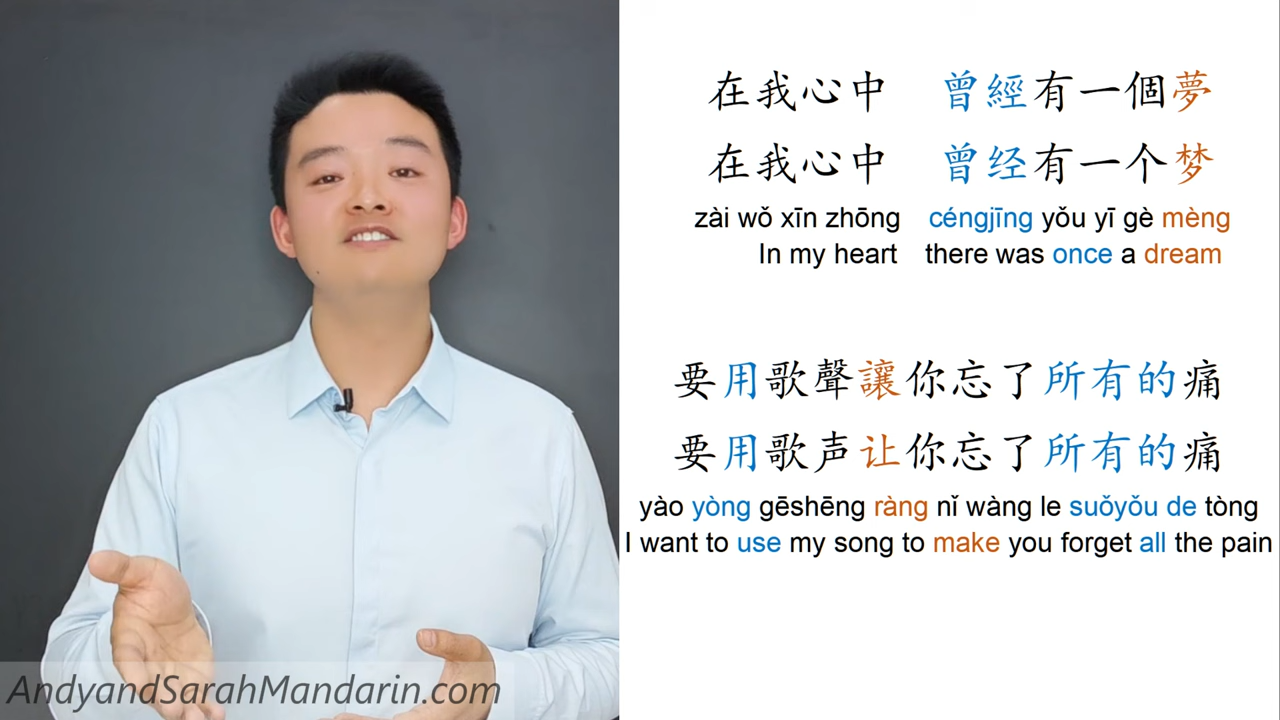 在我心中 曾經有一個夢
在我心中 曾经有一个梦
zài wǒ xīn zhōng céngjīng yǒu yī gè mèng
In my heart there was once a dream
要用歌聲讓你忘了所有的痛
要用歌声让你忘了所有的痛
yào yòng gēshēng ràng nǐ wàng le suǒyǒu de tòng
I want to use my song to make you forget all the pain
AndyandSarahMandarin.com